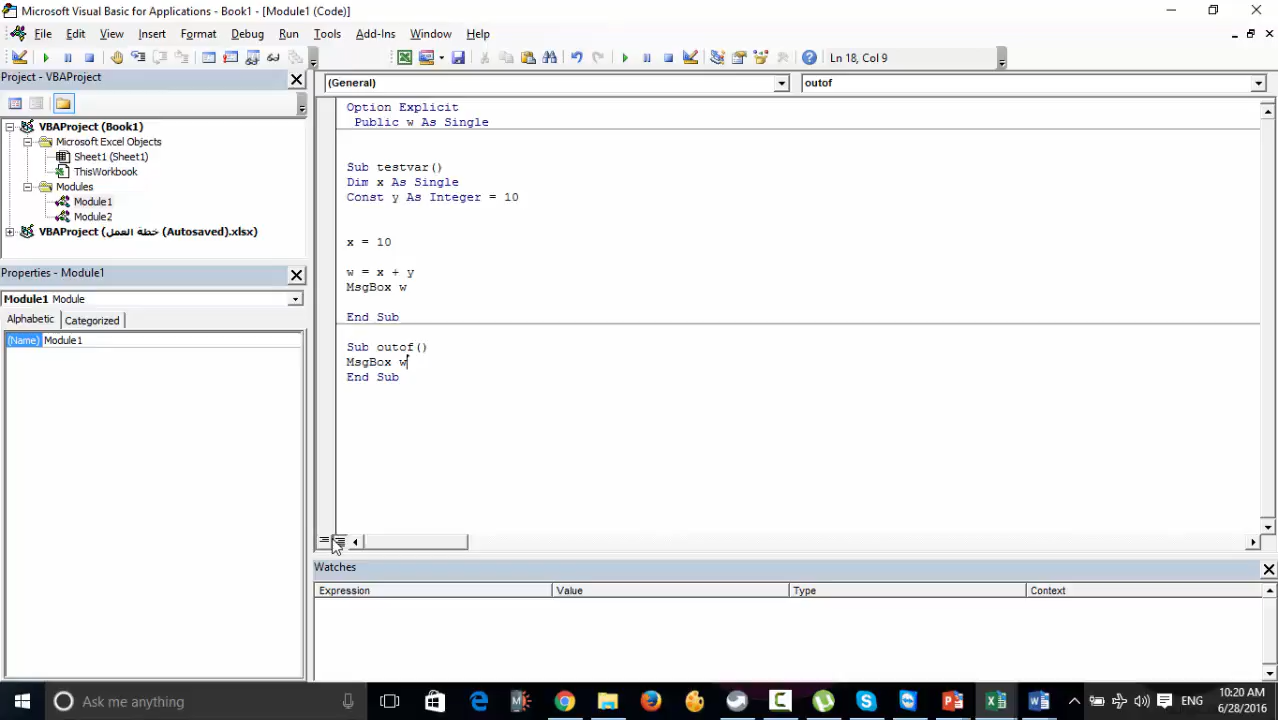 Microsoft Visual Basic for Applications - Book1 - [Module1 (Code)]
File Edit View Insert Format Debug Run Tools Add-Ins Window Help
Ln 18, Col 9
Project - VBAProject
(General) outof
VBAProject (Book1)
Microsoft Excel Objects
Sheet1 (Sheet1)
ThisWorkbook
Modules
Module1
Module2
VBAProject (خطة العمل (Autosaved).xlsx)
Properties - Module1
Module1 Module
Alphabetic Categorized
(Name) Module1
Option Explicit
Public w As Single
Sub testvar()
Dim x As Single
Const y As Integer = 10
x = 10
w = x + y
MsgBox w
End Sub
Sub outof()
MsgBox w
End Sub
Watches
Expression Value Type Context
Ask me anything
ENG
10:20 AM
6/28/2016